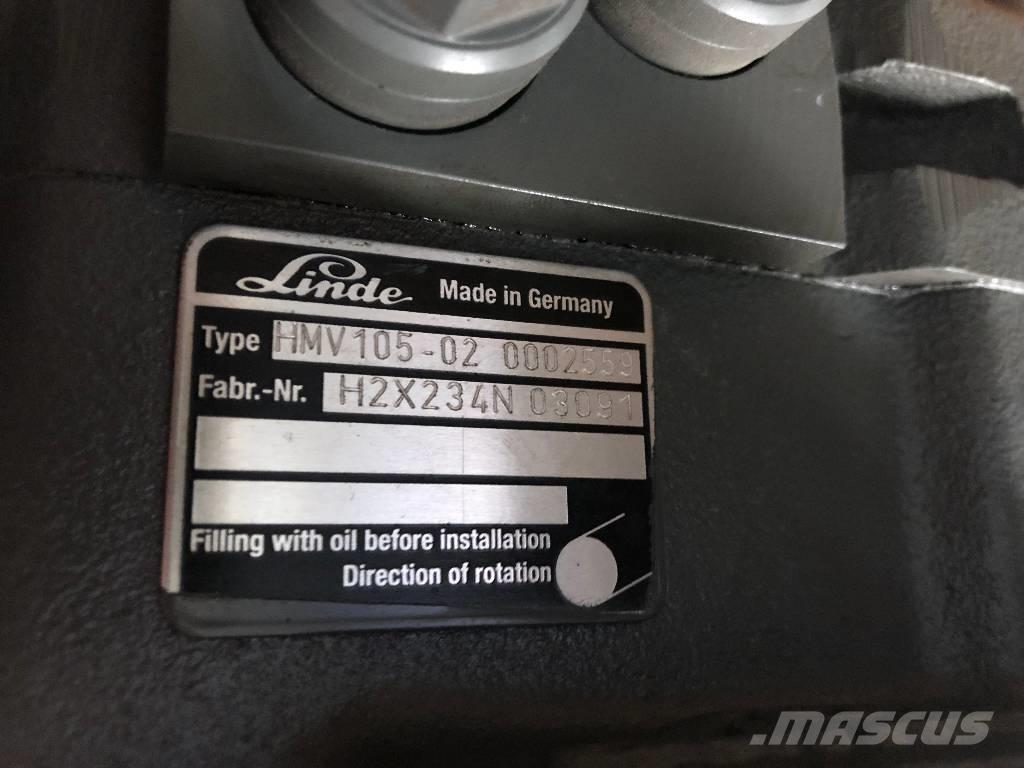 Linde Made in Germany
Type HMV105-02 0002559
Fabr.-Nr. H2X234N 03091
Filling with oil before installation
Direction of rotation
.MASCUS